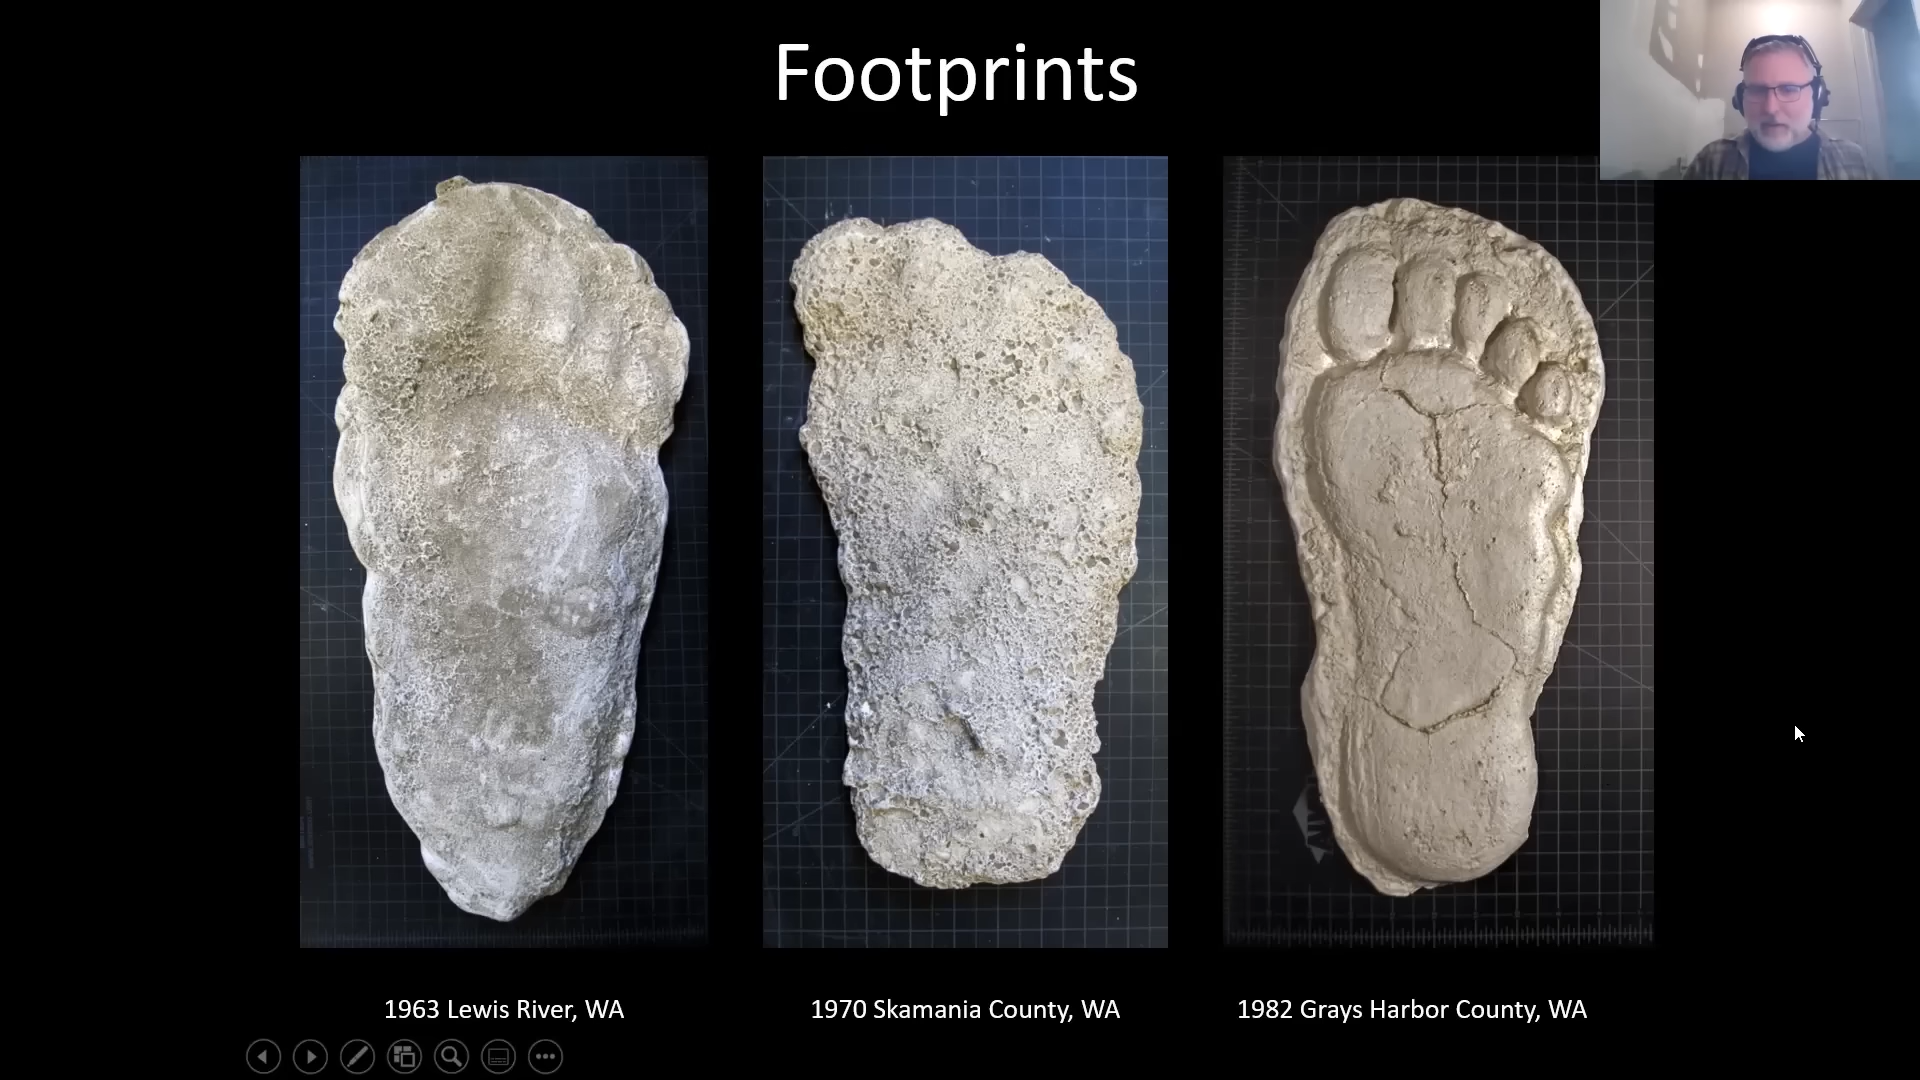 Footprints
1963 Lewis River, WA
1970 Skamania County, WA
1982 Grays Harbor County, WA